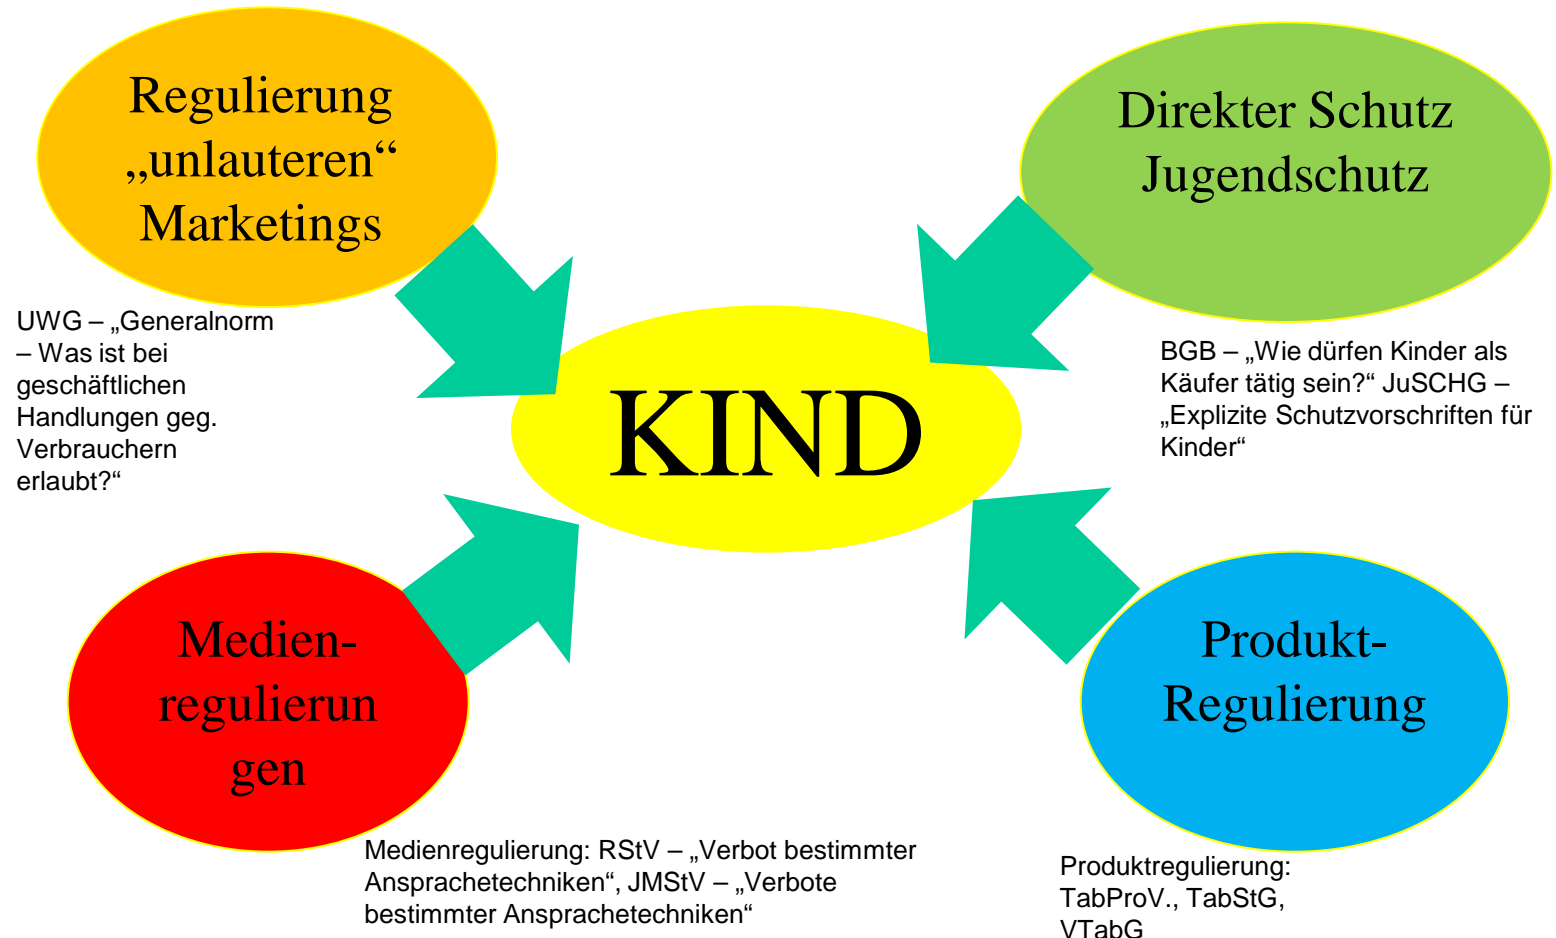 Regulierung
„unlauteren“
Marketings
UWG – „Generalnorm
– Was ist bei
geschäftlichen
Handlungen geg.
Verbrauchern
erlaubt?“
Direkter Schutz
Jugendschutz
BGB – „Wie dürfen Kinder als
Käufer tätig sein?“ JuSCHG –
„Explizite Schutzvorschriften für
Kinder“
KIND
Medien-
regulierun
gen
Medienregulierung: RStV – „Verbot bestimmter
Ansprachetechniken“, JMStV – „Verbote
bestimmter Ansprachetechniken“
Produkt-
Regulierung
Produktregulierung:
TabProV., TabStG,
VTabG